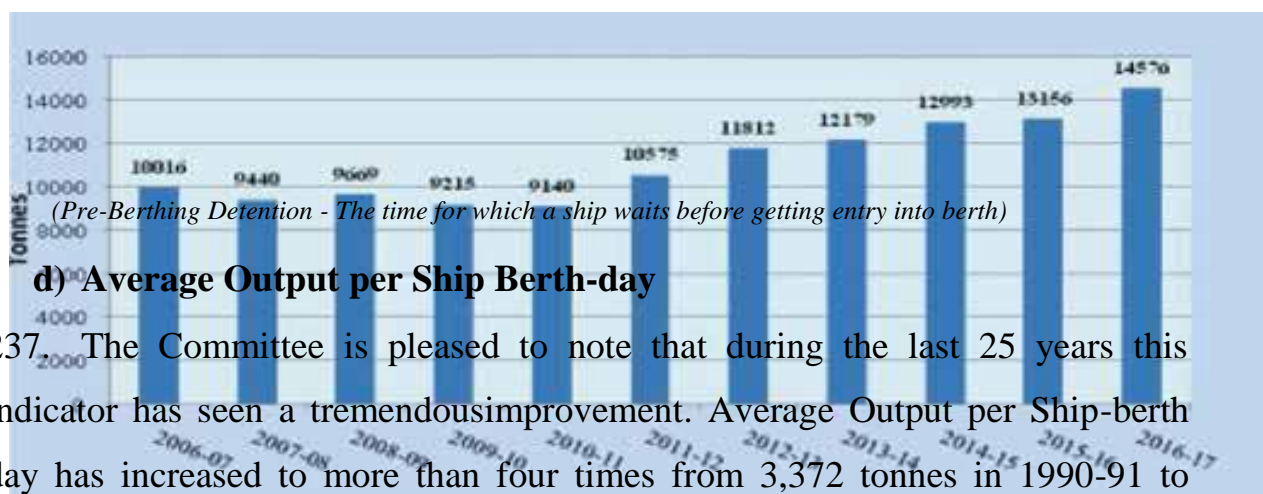 16000
14576
14000
12993 13156
12000
11812 12179
10016 9440 9669 9215 9140 10575
10000
Tonnes
(Pre-Berthing Detention - The time for which a ship waits before getting entry into berth)
8000
d) Average Output per Ship Berth-day
4000
237. The Committee is pleased to note that during the last 25 years this
2000
ndicator has seen a tremendousimprovement. Average Output per Ship-berth
2006-07 2007-08 2008-09 2009-10 2010-11 2011-12 2012-13 2013-14 2014-15 2015-16 2016-17
day has increased to more than four times from 3,372 tonnes in 1990-91 to